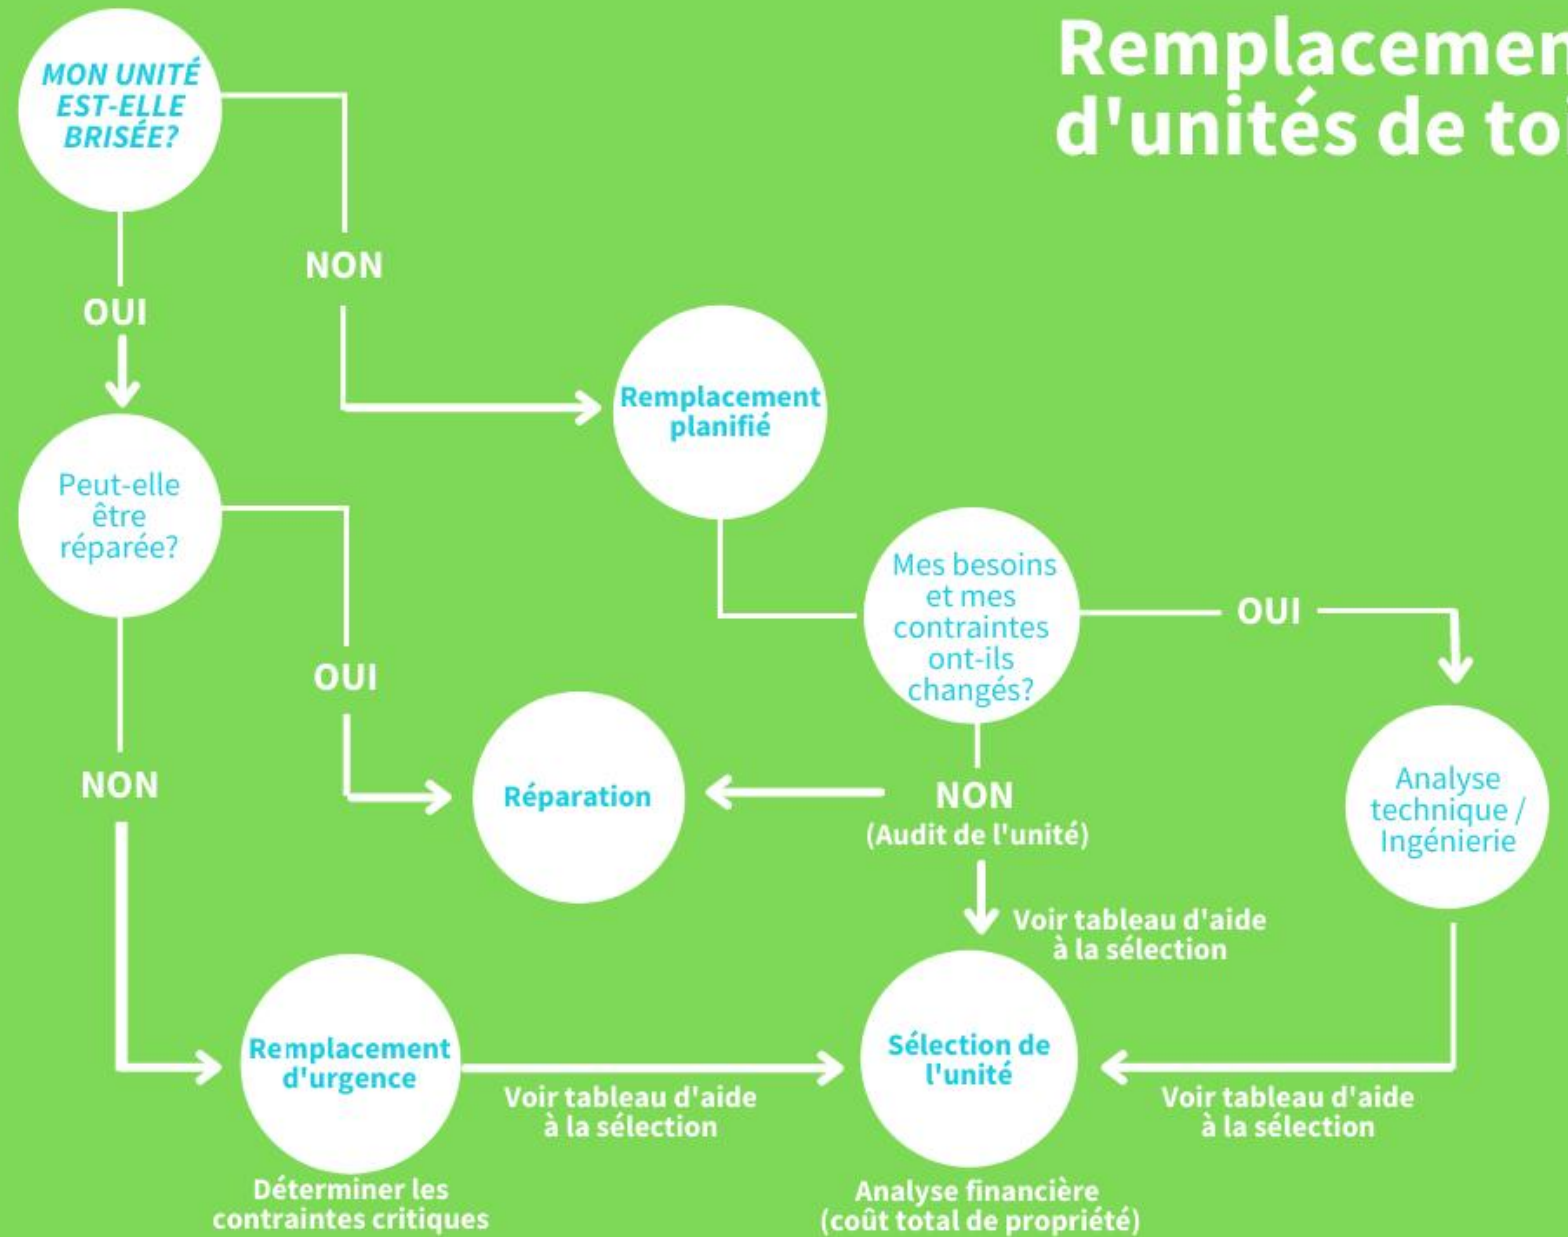 Remplacemen
d'unités de toi
MON UNITÉ
EST-ELLE
BRISÉE?
NON
OUI
Remplacement
planifié
Peut-elle
être
réparée?
Mes besoins
et mes
contraintes
ont-ils
changés?
OUI
OUI
NON
Réparation
NON
(Audit de l'unité)
Analyse
technique /
Ingénierie
Voir tableau d'aide
à la sélection
Remplacement
d'urgence
Sélection de
l'unité
Voir tableau d'aide
à la sélection
Voir tableau d'aide
à la sélection
Déterminer les
contraintes critiques
Analyse financière
(coût total de propriété)